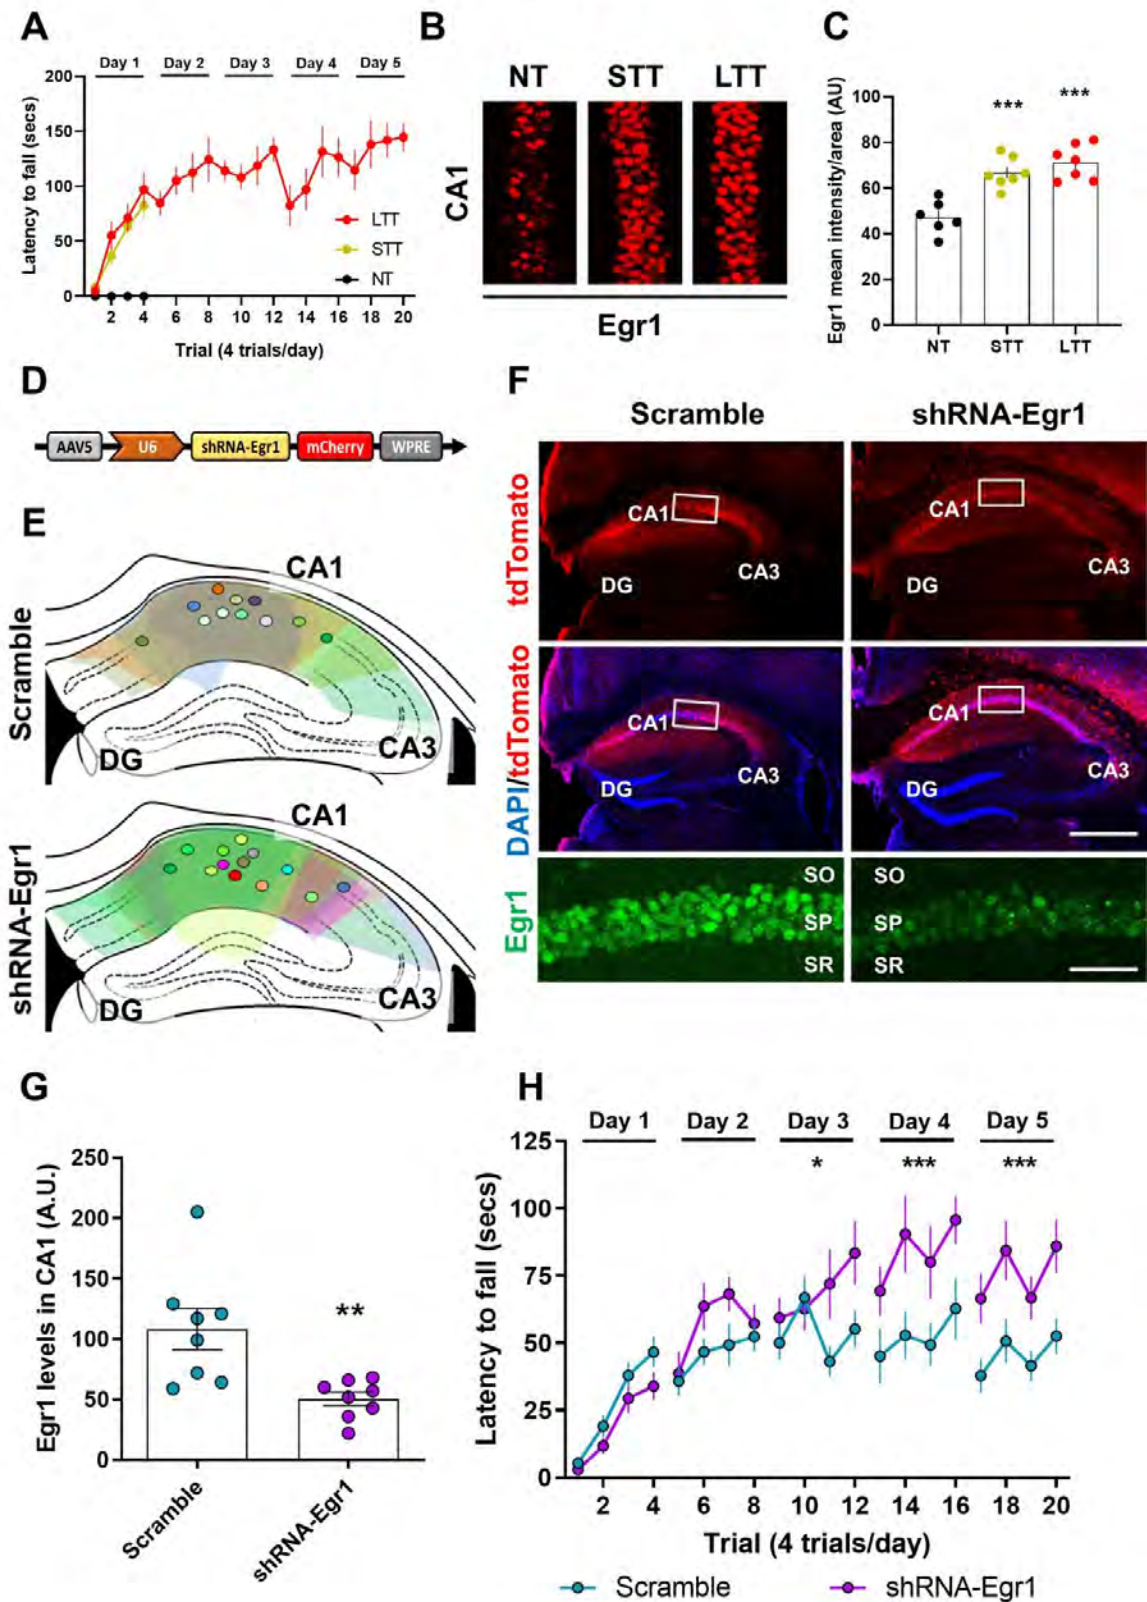 A
Day 1 Day 2 Day 3 Day 4 Day 5
Latency to fall (secs)
200
150
100
50
0
LTT
STT
NT
2 4 6 8 10 12 14 16 18 20
Trial (4 trials/day)
B
NT STT LTT
CA1
Egr1
C
Egr1 mean intensity/area (AU)
100
80
60
40
20
0
*** ***
NT STT LTT
D
AAV5 U6 shRNA-Egr1 mCherry WPRE
E
Scramble
CA1
DG CA3
shRNA-Egr1
CA1
DG CA3
F
Scramble shRNA-Egr1
tdTomato
CA1 CA1
DG CA3 DG CA3
DAPI/tdTomato
CA1 CA1
DG CA3 DG CA3
Egr1
SO SO
SP SP
SR SR
G
Egr1 levels in CA1 (A.U.)
250
200
150
100
50
0
**
Scramble
shRNA-Egr1
H
Day 1 Day 2 Day 3 Day 4 Day 5
* *** ***
Latency to fall (secs)
125
100
75
50
25
0
2 4 6 8 10 12 14 16 18 20
Trial (4 trials/day)
Scramble shRNA-Egr1